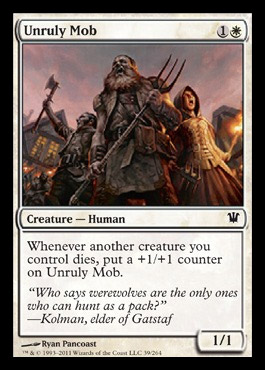 Unruly Mob 1
Creature — Human
Whenever another creature you
control dies, put a +1/+1 counter
on Unruly Mob.
“Who says werewolves are the only ones
who can hunt as a pack?”
—Kolman, elder of Gatstaf
Ryan Pancoast
1/1
™ & © 1993–2011 Wizards of the Coast LLC 39/264